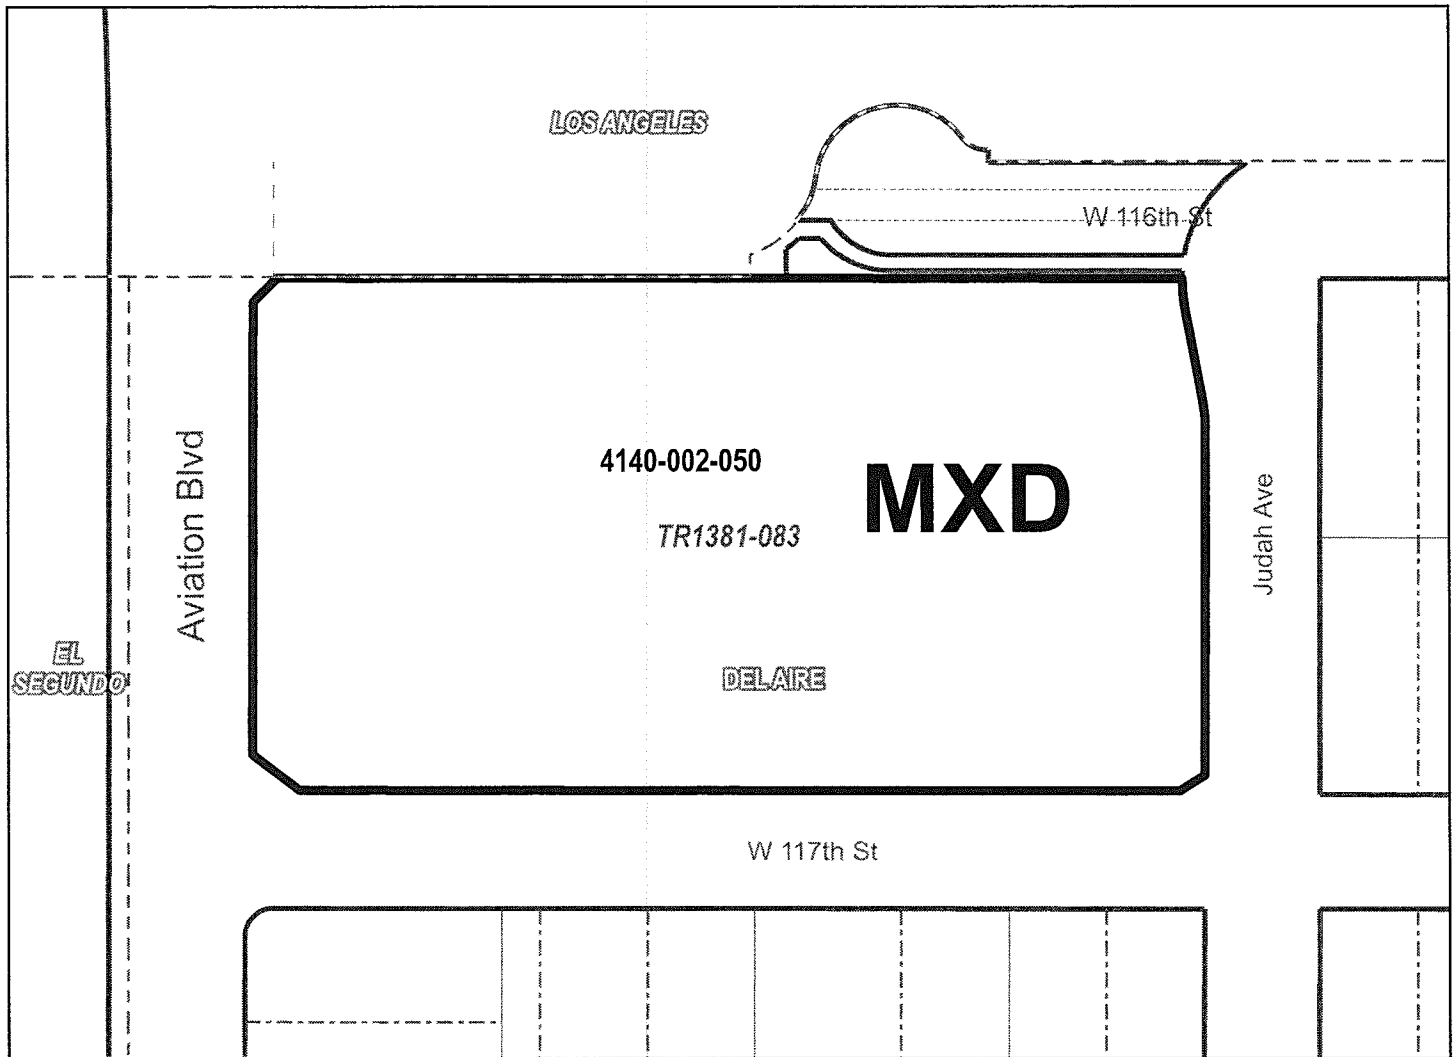 LOS ANGELES
W 116th St
Aviation Blvd
4140-002-050
MXD
TR1381-083
Judah Ave
EL
SEGUNDO
DEL AIRE
W 117th St